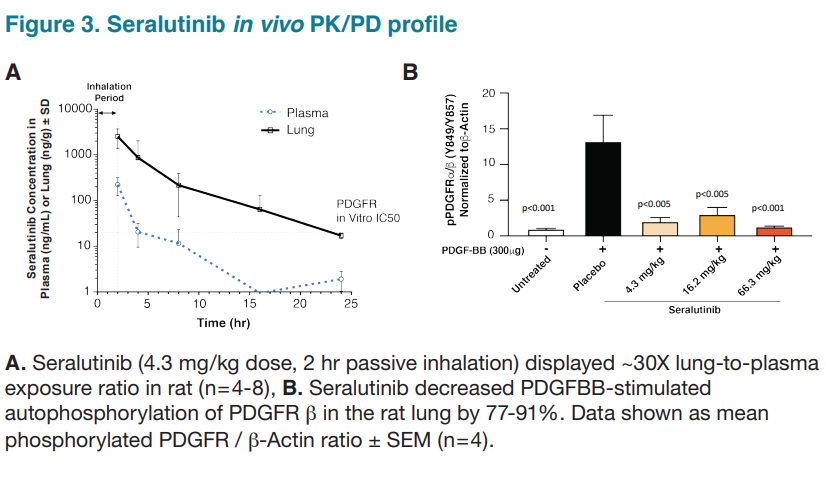 Figure 3. Seralutinib in vivo PK/PD profile
A
Inhalation
Period
Plasma
Lung
Seralutinib Concentration in
Plasma (ng/mL) or Lung (ng/g) ± SD
10000
1000
100
10
1
PDGFR
in Vitro IC50
0
5
10
15
20
25
Time (hr)
B
pPDGFRα/β (Y849/Y857)
Normalized toβ-Actin
20
15
10
5
0
p<0.001
p<0.005
p<0.005
p<0.001
PDGF-BB (300μg)
-
+
+
+
+
Untreated
Placebo
4.3 mg/kg
16.2 mg/kg
66.3 mg/kg
Seralutinib
A. Seralutinib (4.3 mg/kg dose, 2 hr passive inhalation) displayed ~30X lung-to-plasma
exposure ratio in rat (n=4-8), B. Seralutinib decreased PDGFBB-stimulated
autophosphorylation of PDGFR β in the rat lung by 77-91%. Data shown as mean
phosphorylated PDGFR / β-Actin ratio ± SEM (n=4).